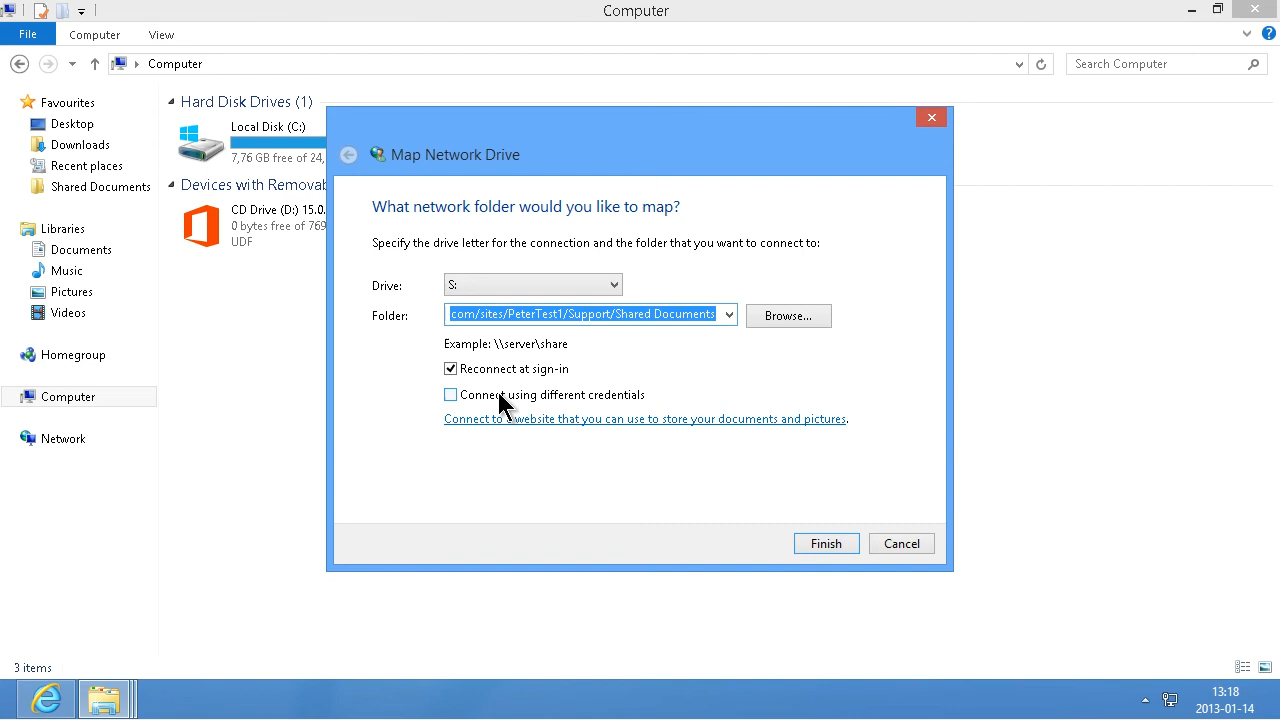 Computer
File
Computer
View
Computer
Search Computer
Favourites
Desktop
Downloads
Recent places
Shared Documents
Libraries
Documents
Music
Pictures
Videos
Homegroup
Computer
Network
Hard Disk Drives (1)
Local Disk (C:)
7,76 GB free of 24,
Devices with Removab
CD Drive (D:) 15.0.
0 bytes free of 769
UDF
Map Network Drive
What network folder would you like to map?
Specify the drive letter for the connection and the folder that you want to connect to:
Drive: S:
Folder: com/sites/PeterTest1/Support/Shared Documents Browse...
Example: \\server\share
Reconnect at sign-in
Connect using different credentials
Connect to a website that you can use to store your documents and pictures.
Finish Cancel
3 items
13:18
2013-01-14